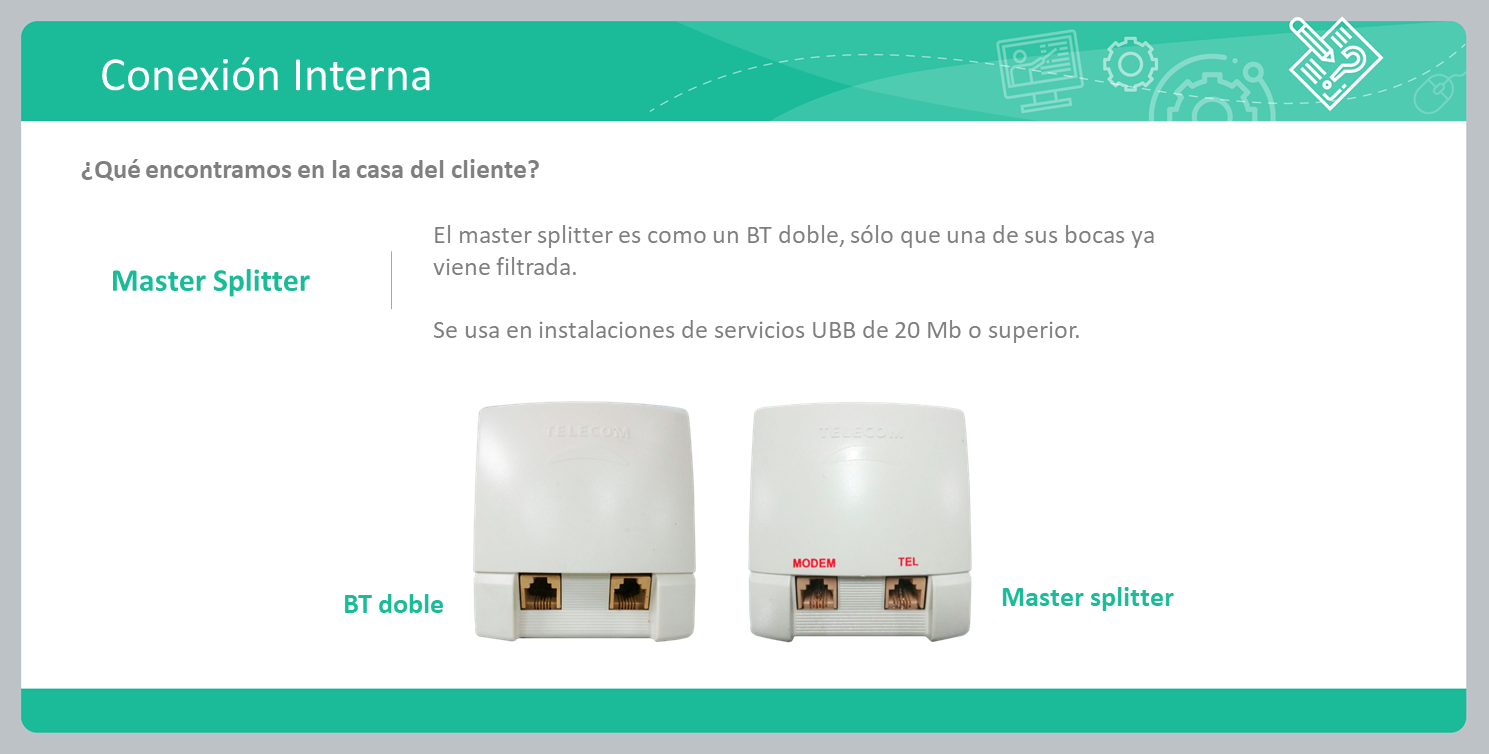 Conexión Interna
¿Qué encontramos en la casa del cliente?
Master Splitter
El master splitter es como un BT doble, sólo que una de sus bocas ya
viene filtrada.
Se usa en instalaciones de servicios UBB de 20 Mb o superior.
TELECOM
TELECOM
MODEM
TEL
BT doble
Master splitter